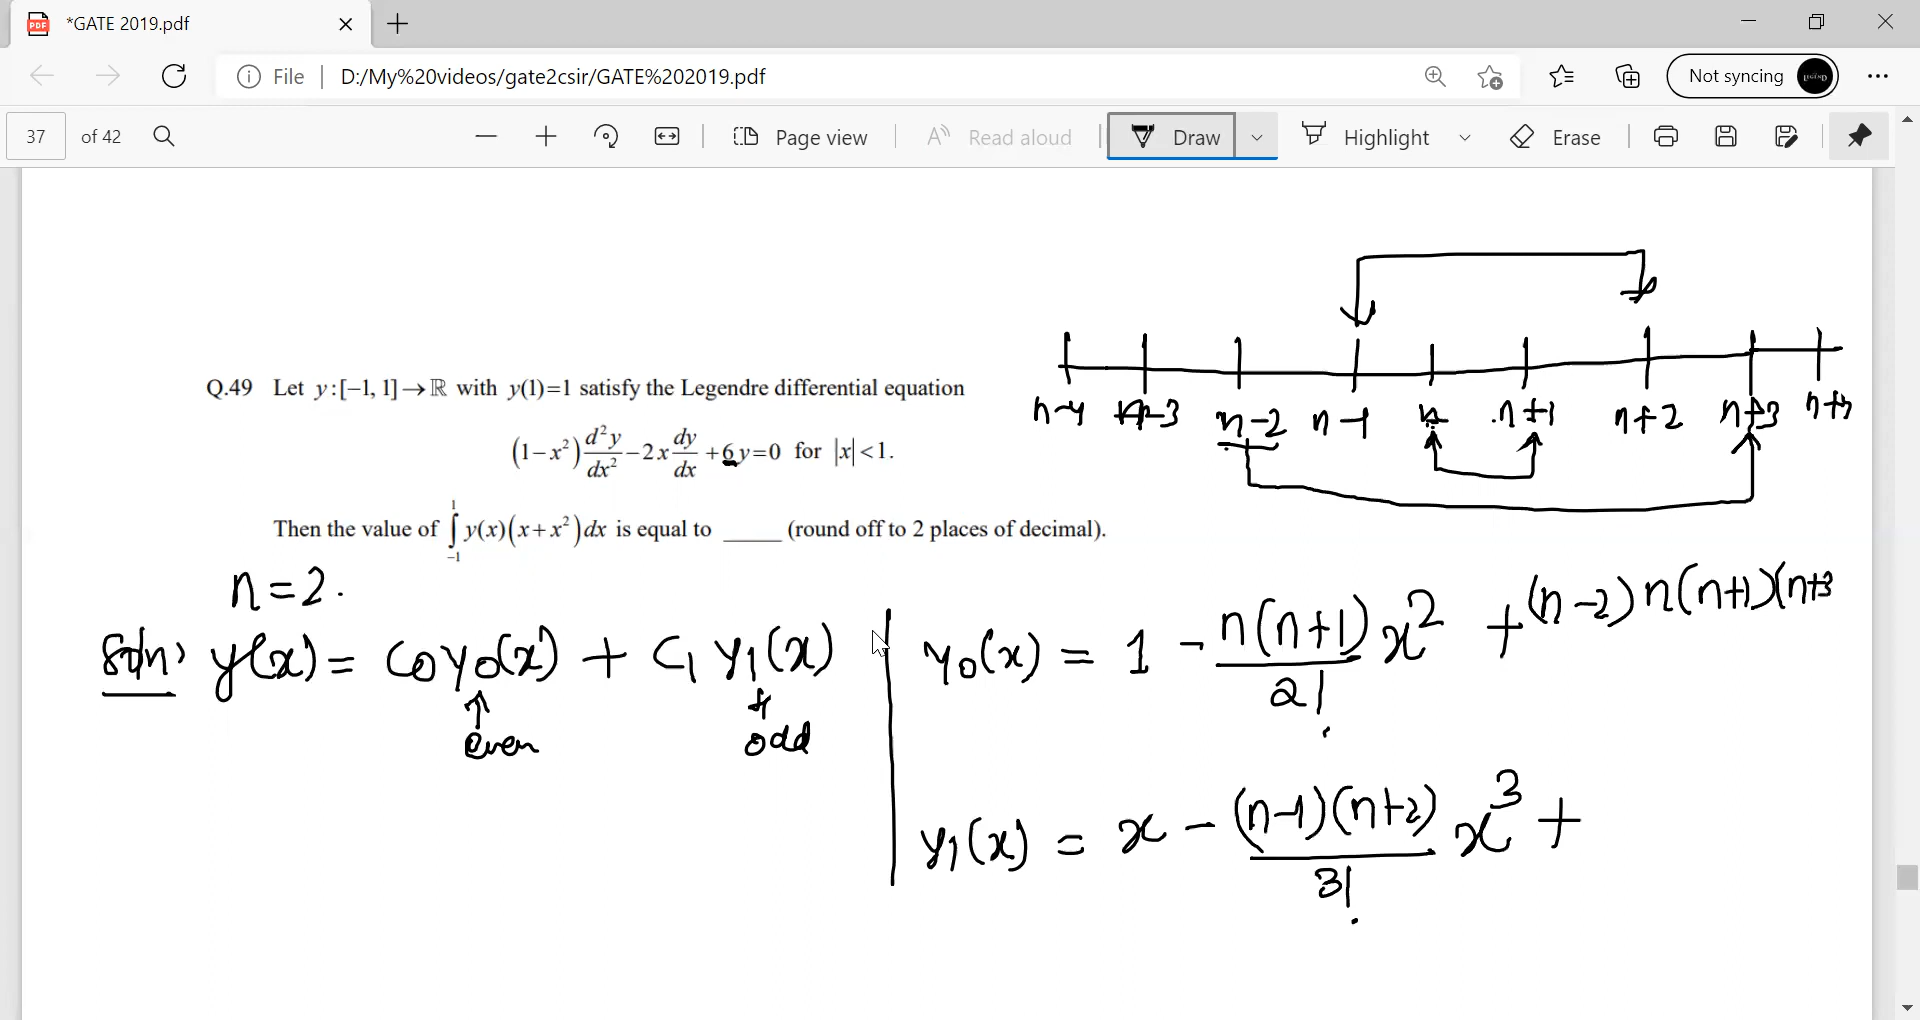 *GATE 2019.pdf
File | D:/My%20videos/gate2csir/GATE%202019.pdf
Not syncing
37 of 42
Page view
Read aloud
Draw
Highlight
Erase
n-4 n-3 n-2 n-1 n n+1 n+2 n+3
Q.49 Let y:[−1, 1]→ℝ with y(1)=1 satisfy the Legendre differential equation
(1−x²) d²y/dx² −2x dy/dx +6y=0 for |x|<1.
Then the value of ∫₋₁¹ y(x)(x+x²)dx is equal to _____ (round off to 2 places of decimal).
n=2.
Soln: y(x) = C0y0(x) + C1 y1(x)
even
odd
y0(x) = 1 - n(n+1)/2! x² + (n-2)n(n+1)(n+3
y1(x) = x - (n-1)(n+2)/3! x³ +